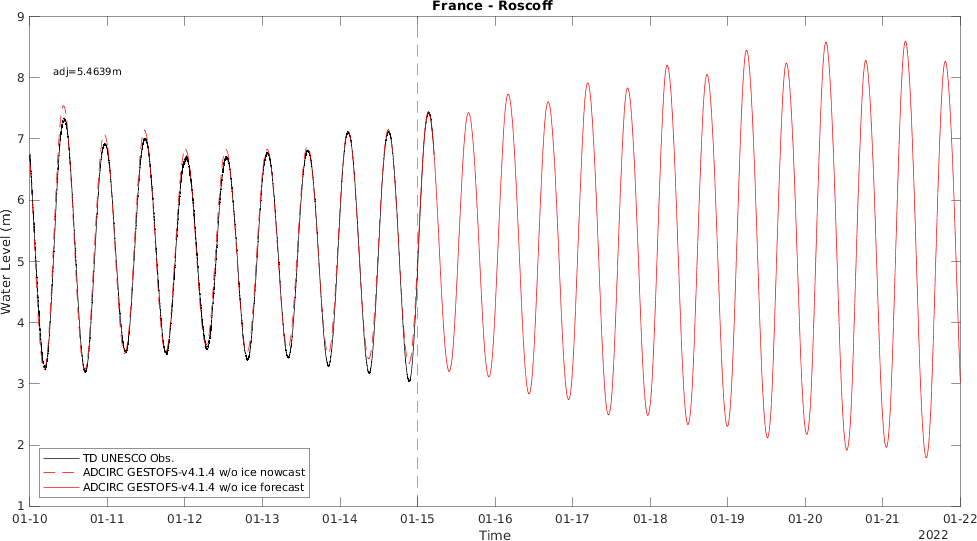 France - Roscoff
adj=5.4639m
Water Level (m)
9
8
7
6
5
4
3
2
1
TD UNESCO Obs.
ADCIRC GESTOFS-v4.1.4 w/o ice nowcast
ADCIRC GESTOFS-v4.1.4 w/o ice forecast
01-10 01-11 01-12 01-13 01-14 01-15 01-16 01-17 01-18 01-19 01-20 01-21 01-22
Time
2022